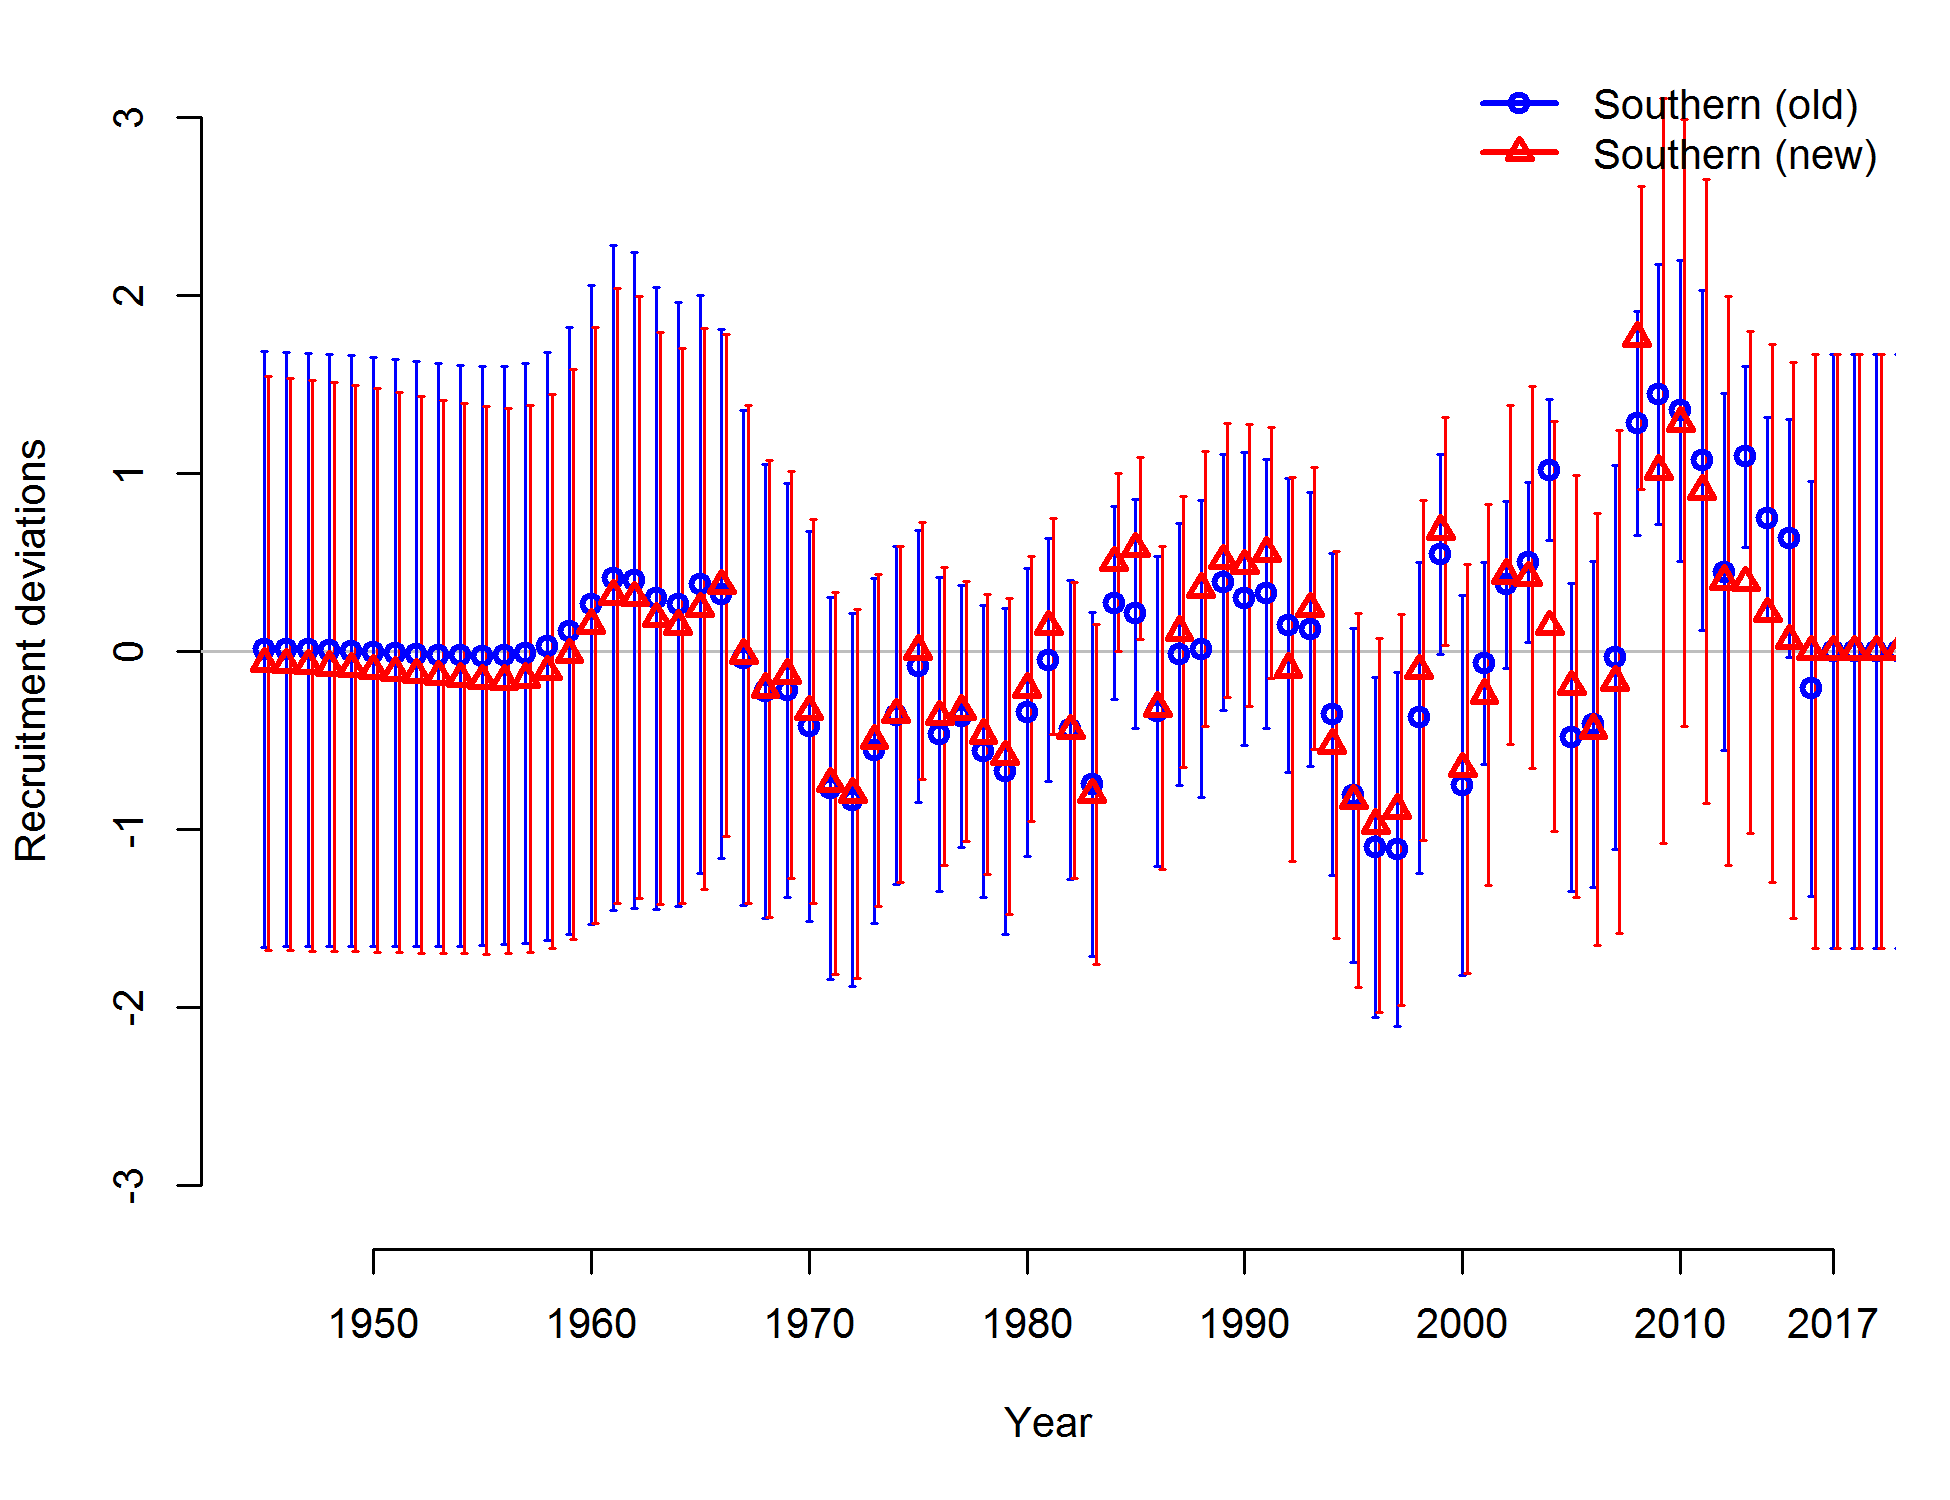 Southern (old)
Southern (new)
Recruitment deviations
3
2
1
0
-1
-2
-3
1950 1960 1970 1980 1990 2000 2010 2017
Year